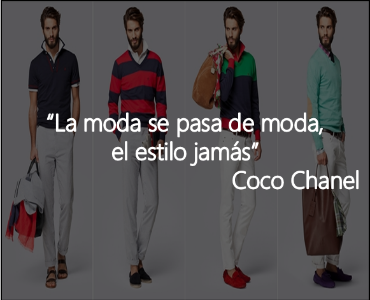 “La moda se pasa de moda,
el estilo jamás”
Coco Chanel